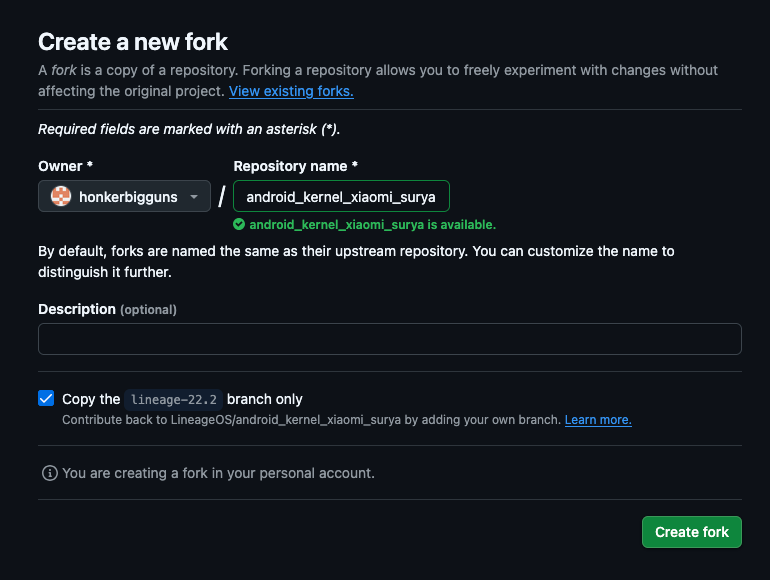 Create a new fork
A fork is a copy of a repository. Forking a repository allows you to freely experiment with changes without
affecting the original project. View existing forks.
Required fields are marked with an asterisk (*).
Owner * Repository name *
honkerbigguns / android_kernel_xiaomi_surya
android_kernel_xiaomi_surya is available.
By default, forks are named the same as their upstream repository. You can customize the name to
distinguish it further.
Description (optional)
Copy the lineage-22.2 branch only
Contribute back to LineageOS/android_kernel_xiaomi_surya by adding your own branch. Learn more.
You are creating a fork in your personal account.
Create fork